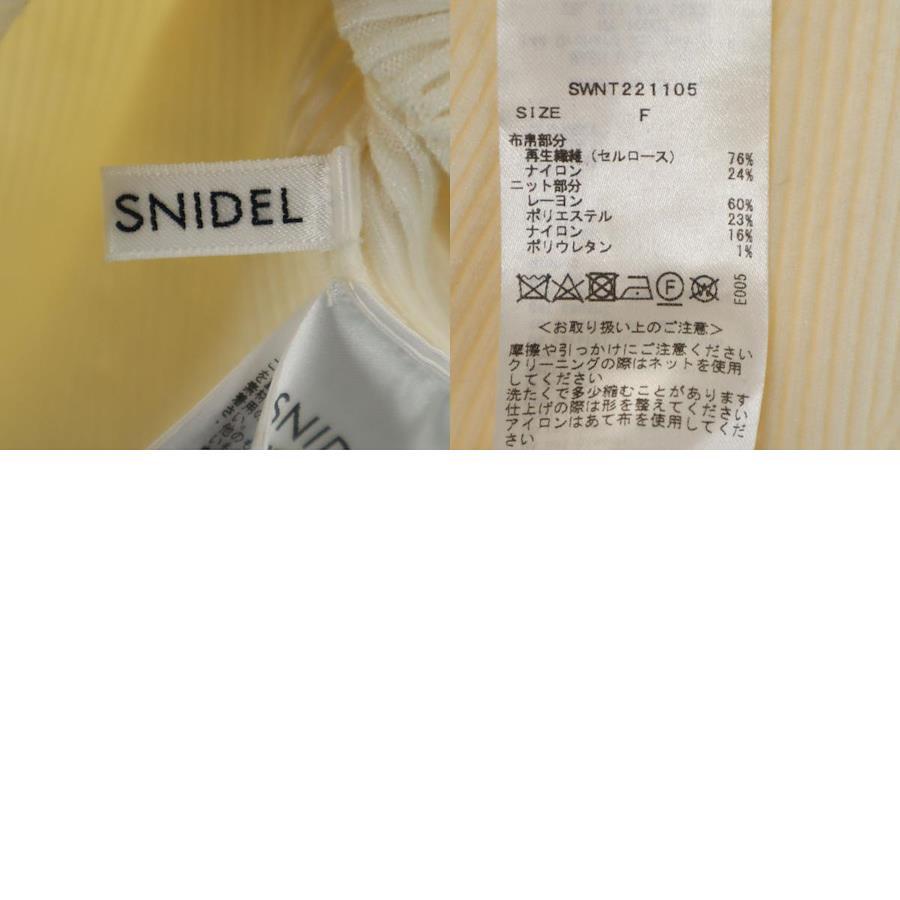 SNIDEL
SNID
SWNT221105
SIZE F
布帛部分
再生繊維（セルロース） 76%
ナイロン 24%
ニット部分
レーヨン 60%
ポリエステル 23%
ナイロン 16%
ポリウレタン 1%
F W E005
＜お取り扱い上のご注意＞
摩擦や引っかけにご注意ください
クリーニングの際はネットを使用
してください
洗たくで多少縮むことがあります
仕上げの際は形を整えてください
アイロンはあて布を使用してくだ
さい